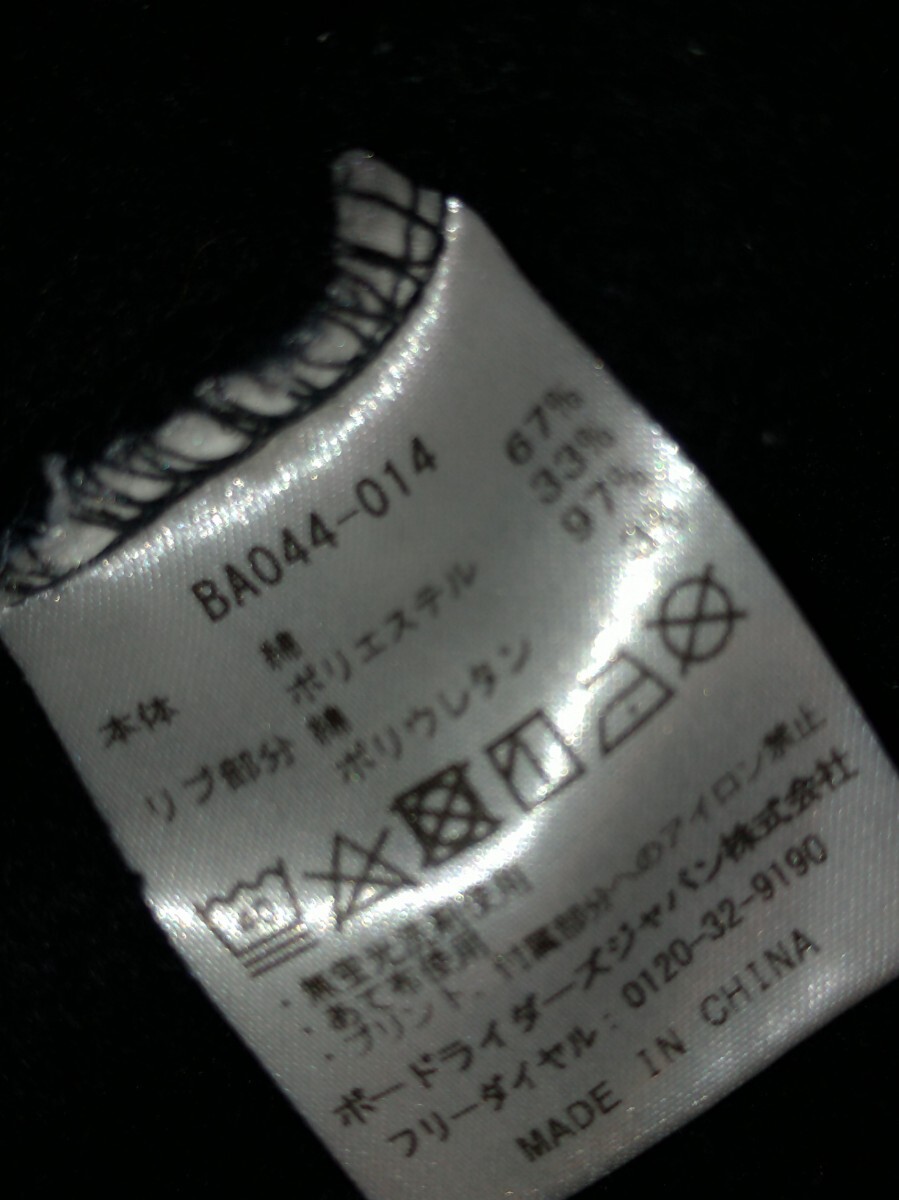 BA044-014
本体 綿 67%
ポリエステル 33%
リブ部分 綿 97%
ポリウレタン
40
・無蛍光洗剤使用
・あて布使用
・プリント、付属部分へのアイロン禁止
ボードライダーズジャパン株式会社
フリーダイヤル:0120-32-9190
MADE IN CHINA